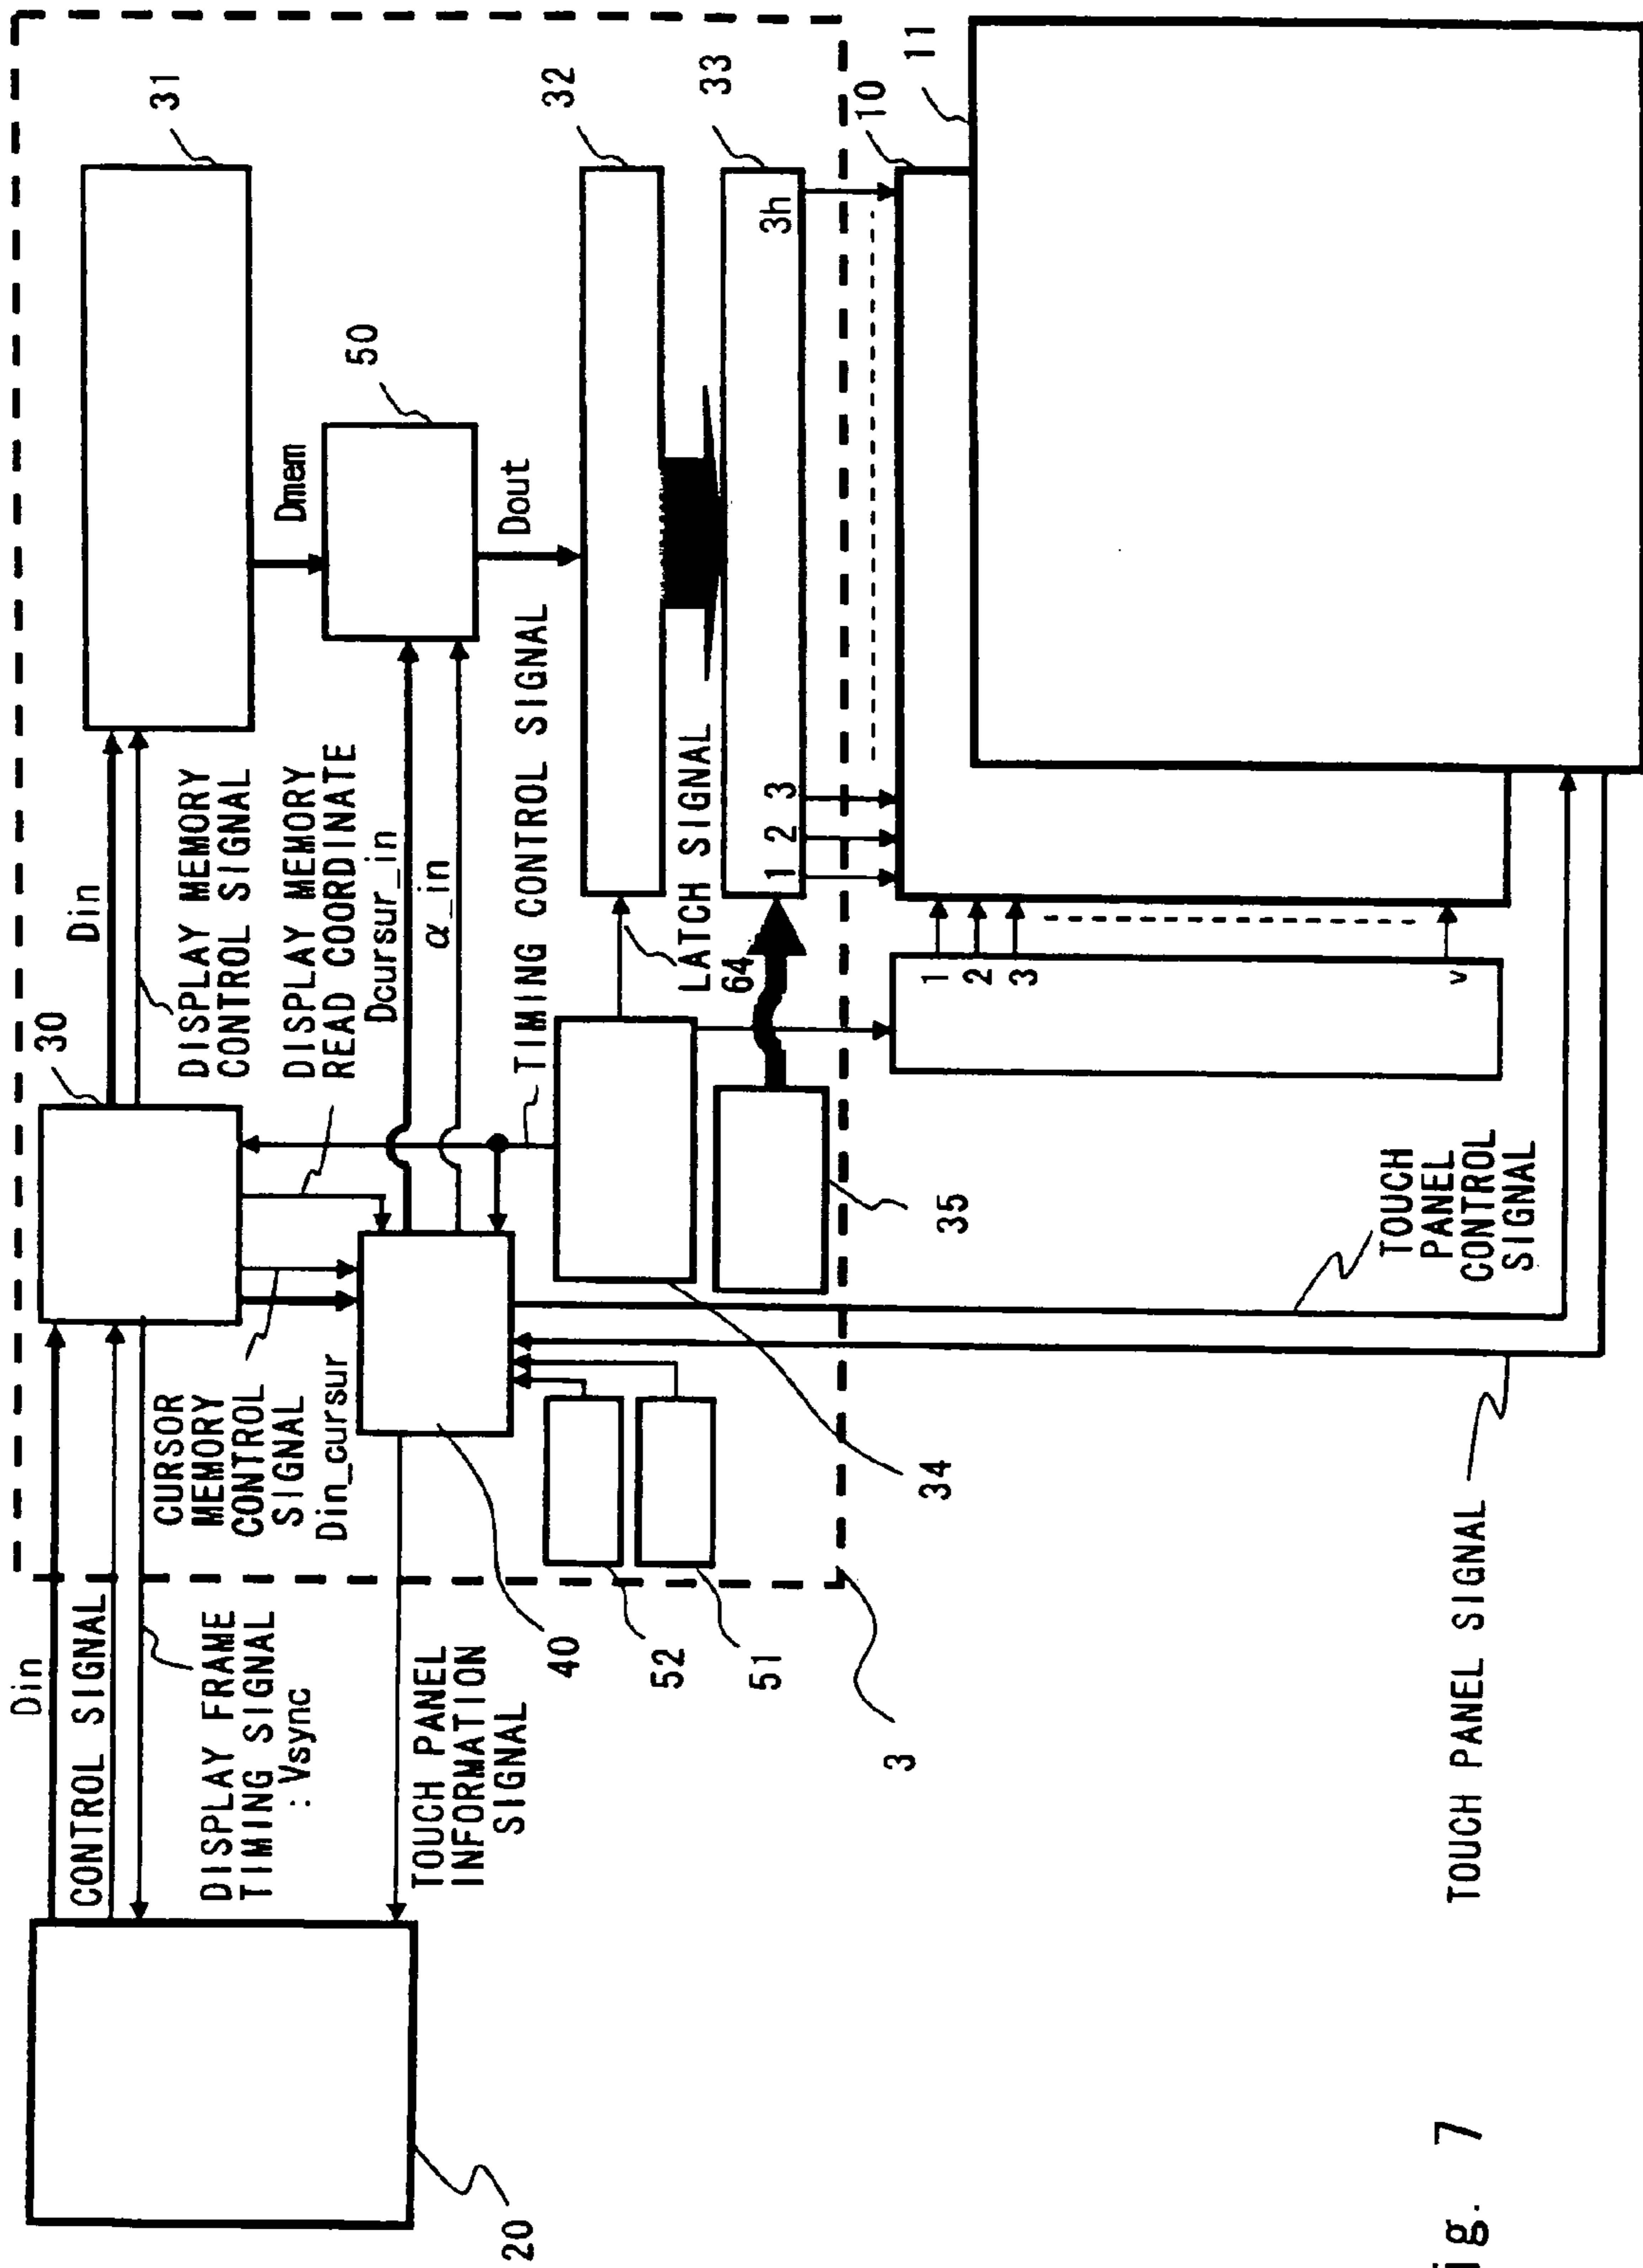 Din
CONTROL SIGNAL
DISPLAY FRAME
TIMING SIGNAL
: Vsync
TOUCH PANEL
INFORMATION
SIGNAL
20
30
Din
DISPLAY MEMORY
CONTROL SIGNAL
DISPLAY MEMORY
READ COORDINATE
CURSOR
MEMORY
CONTROL
SIGNAL
Din_cursur
Dcursur_in
α_in
31
Dmem
50
Dout
TIMING CONTROL SIGNAL
32
LATCH SIGNAL
33
64
1 2 3
3h
40
52
51
34
35
3
10
11
1
2
3
v
TOUCH
PANEL
CONTROL
SIGNAL
TOUCH PANEL SIGNAL
ig. 7